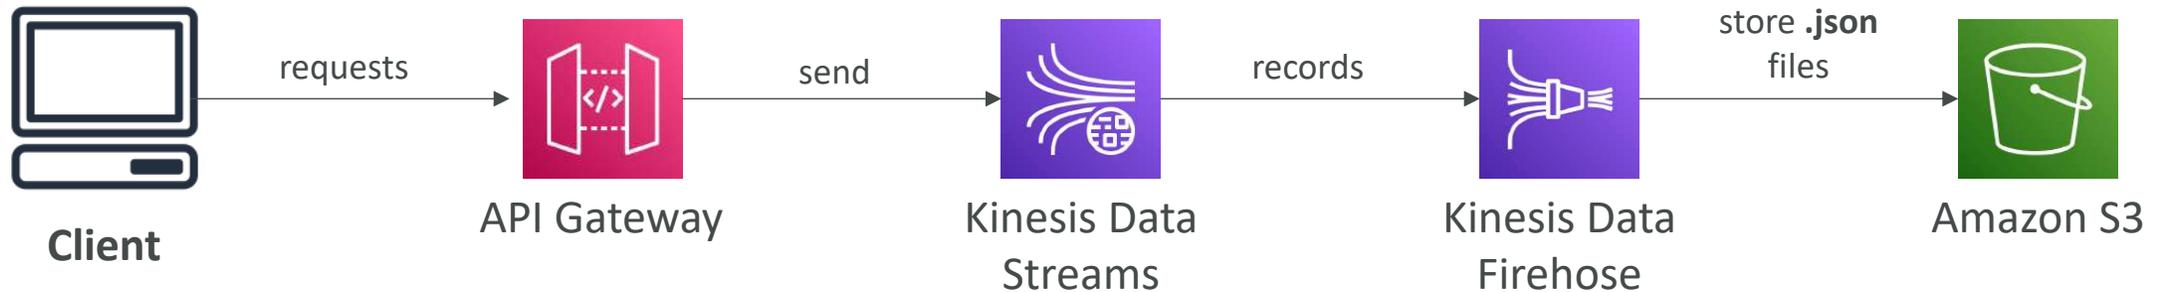 requests
send
records
store .json
files
</>
Client
API Gateway
Kinesis Data
Streams
Kinesis Data
Firehose
Amazon S3